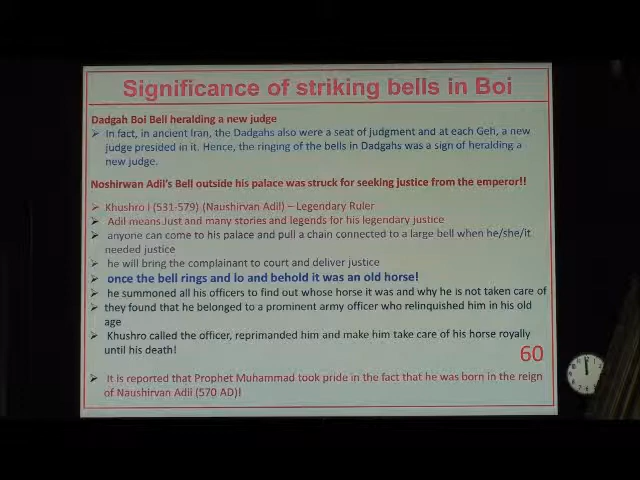 Significance of striking bells in Boi
Dadgah Boi Bell heralding a new judge
In fact, in ancient Iran, the Dadgahs also were a seat of judgment and at each Geh, a new
judge presided in it. Hence, the ringing of the bells in Dadgahs was a sign of heralding a
new judge.
Noshirwan Adil's Bell outside his palace was struck for seeking justice from the emperor!!
Khushro I (531-579) (Naushirvan Adil) – Legendary Ruler
Adil means Just and many stories and legends for his legendary justice
anyone can come to his palace and pull a chain connected to a large bell when he/she/it
needed justice
he will bring the complainant to court and deliver justice
once the bell rings and lo and behold it was an old horse!
he summoned all his officers to find out whose horse it was and why he is not taken care of
they found that he belonged to a prominent army officer who relinquished him in his old
age
Khushro called the officer, reprimanded him and make him take care of his horse royally
until his death!
60
It is reported that Prophet Muhammad took pride in the fact that he was born in the reign
of Naushirvan Adil (570 AD)!